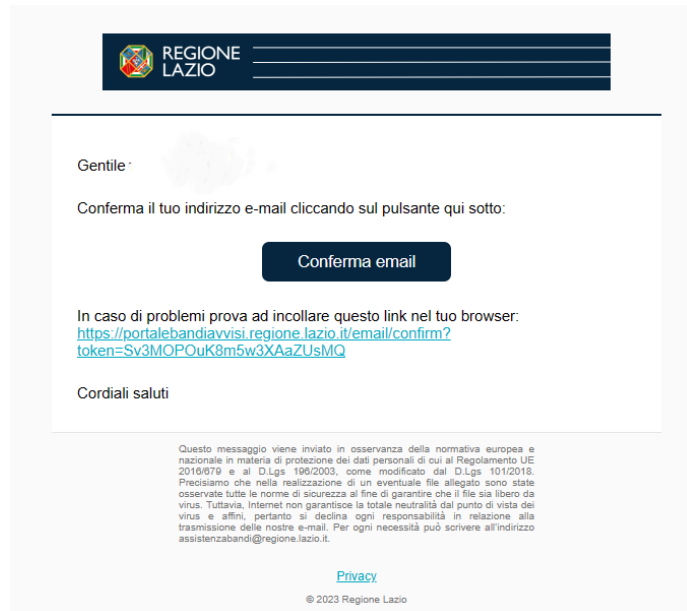 REGIONE
LAZIO
Gentile
Conferma il tuo indirizzo e-mail cliccando sul pulsante qui sotto:
Conferma email
In caso di problemi prova ad incollare questo link nel tuo browser:
https://portalebandiavvisi.regione.lazio.it/email/confirm?
token=Sv3MOPOuK8m5w3XAaZUsMQ
Cordiali saluti
Questo messaggio viene inviato in osservanza della normativa europea e
nazionale in materia di protezione dei dati personali di cui al Regolamento UE
2016/679 e al D.Lgs 196/2003, come modificato dal D.Lgs 101/2018.
Precisiamo che nella realizzazione di un eventuale file allegato sono state
osservate tutte le norme di sicurezza al fine di garantire che il file sia libero da
virus. Tuttavia, Internet non garantisce la totale neutralità dal punto di vista dei
virus e affini, pertanto si declina ogni responsabilità in relazione alla
trasmissione delle nostre e-mail. Per ogni necessità può scrivere all'indirizzo
assistenzabandi@regione.lazio.it.
Privacy
© 2023 Regione Lazio